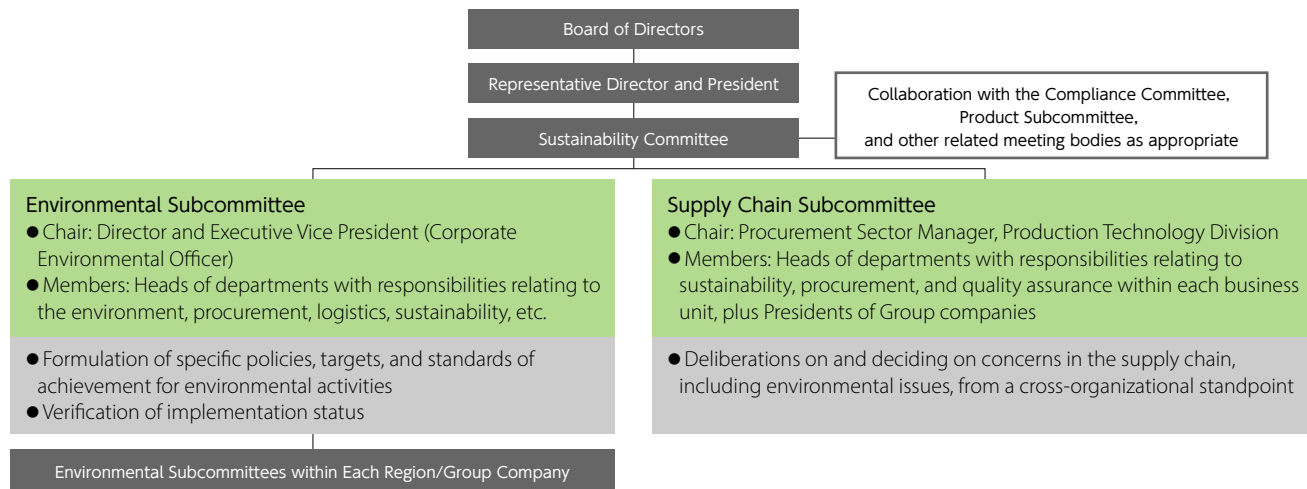 Board of Directors
Representative Director and President
Collaboration with the Compliance Committee,
Product Subcommittee,
and other related meeting bodies as appropriate
Sustainability Committee
Environmental Subcommittee
●Chair: Director and Executive Vice President (Corporate
Environmental Officer)
●Members: Heads of departments with responsibilities relating to
the environment, procurement, logistics, sustainability, etc.
●Formulation of specific policies, targets, and standards of
achievement for environmental activities
●Verification of implementation status
Environmental Subcommittees within Each Region/Group Company
Supply Chain Subcommittee
●Chair: Procurement Sector Manager, Production Technology Division
●Members: Heads of departments with responsibilities relating to
sustainability, procurement, and quality assurance within each business
unit, plus Presidents of Group companies
●Deliberations on and deciding on concerns in the supply chain,
including environmental issues, from a cross-organizational standpoint